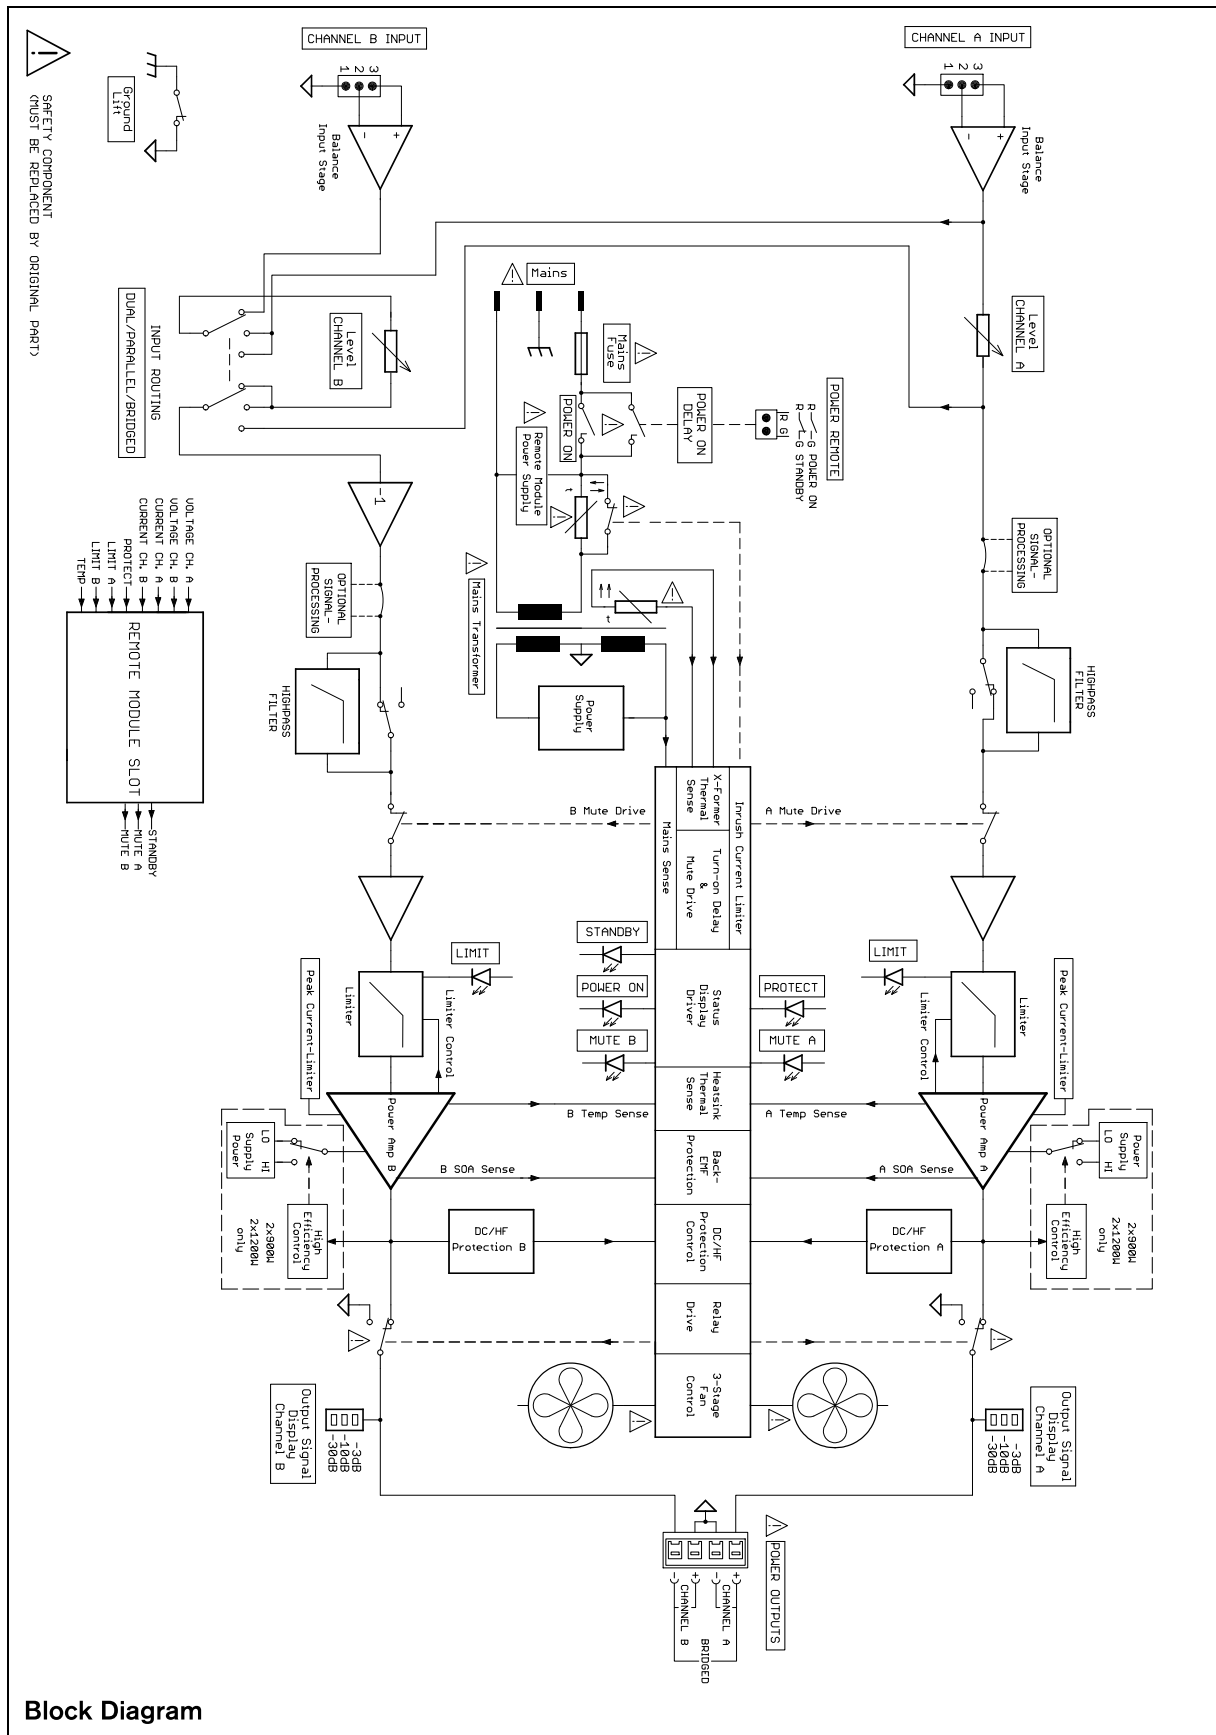 CHANNEL B INPUT
CHANNEL A INPUT
1 2 3
1 2 3
-
+
-
+
Balance
Input Stage
Balance
Input Stage
Ground
Lift
SAFETY COMPONENT
(MUST BE REPLACED BY ORIGINAL PART)
Mains
Mains
Fuse
Level
CHANNEL B
Level
CHANNEL A
INPUT ROUTING
DUAL/PARALLEL/BRIDGED
POWER ON
POWER ON
DELAY
R G
POWER REMOTE
R G POWER ON
R G STANDBY
Remote Module
Power Supply
t
-1
OPTIONAL
SIGNAL-
PROCESSING
OPTIONAL
SIGNAL-
PROCESSING
Mains Transformer
t
Power
Supply
HIGHPASS
FILTER
HIGHPASS
FILTER
VOLTAGE CH. A
VOLTAGE CH. B
CURRENT CH. A
CURRENT CH. B
PROTECT
LIMIT A
LIMIT B
TEMP
REMOTE MODULE SLOT
STANDBY
MUTE A
MUTE B
B Mute Drive
A Mute Drive
Mains Sense
X-Former
Thermal
Sense
Turn-on Delay
&
Mute Drive
Inrush Current Limiter
STANDBY
POWER ON
MUTE B
PROTECT
MUTE A
Status
Display
Driver
LIMIT
LIMIT
Limiter
Limiter
Limiter Control
Limiter Control
Peak Current-Limiter
Peak Current-Limiter
Heatsink
Thermal
Sense
B Temp Sense
A Temp Sense
Power Amp B
Power Amp A
Back-
EMF
Protection
B SOA Sense
A SOA Sense
LO HI
Supply
Power
Power
Supply
LO HI
High
Efficiency
Control
High
Efficiency
Control
2x900W
2x1200W
only
2x900W
2x1200W
only
DC/HF
Protection B
DC/HF
Protection A
DC/HF
Protection
Control
Relay
Drive
3-Stage
Fan
Control
Output Signal
Display
Channel B
-3dB
-10dB
-30dB
Output Signal
Display
Channel A
-3dB
-10dB
-30dB
POWER OUTPUTS
- + - +
CHANNEL B
CHANNEL A
BRIDGED
Block Diagram